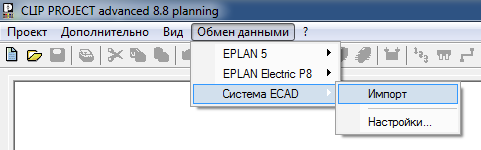 CLIP PROJECT advanced 8.8 planning
Проект Дополнительно Вид Обмен данными ?
EPLAN 5
EPLAN Electric P8
Система ECAD Импорт
Настройки...